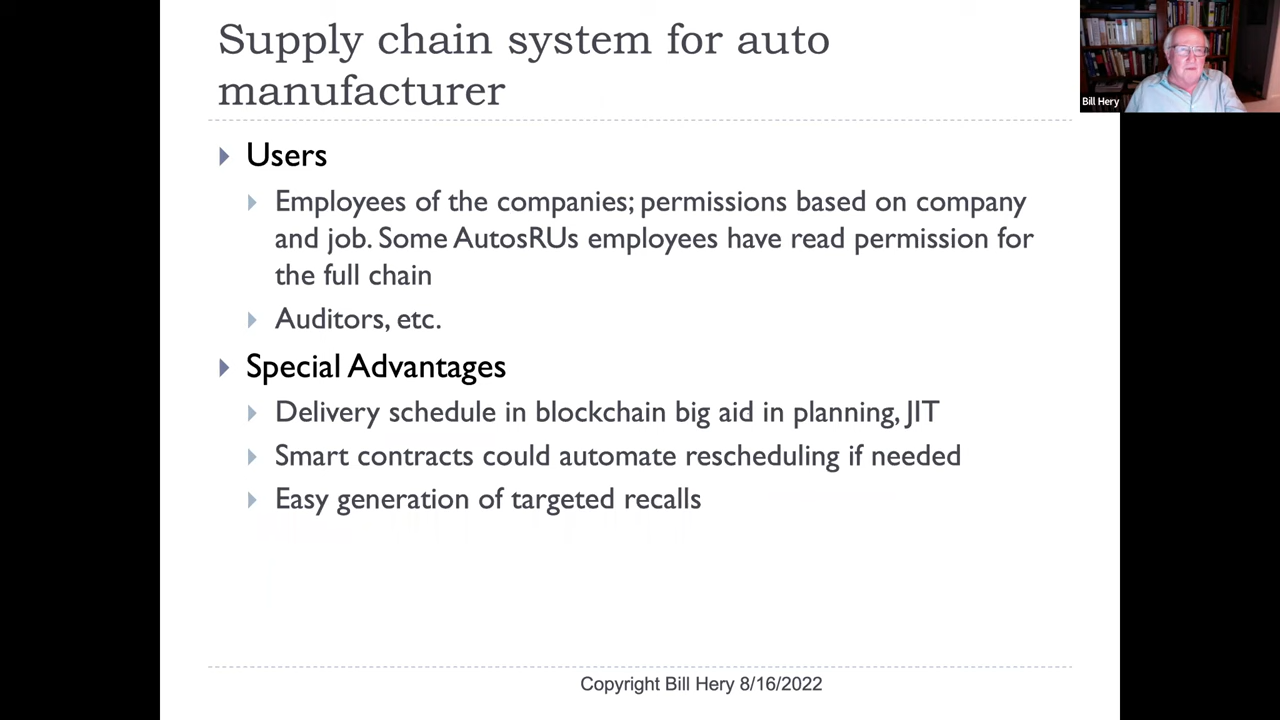 Supply chain system for auto
manufacturer
Bill Hery
Users
Employees of the companies; permissions based on company
and job. Some AutosRUs employees have read permission for
the full chain
Auditors, etc.
Special Advantages
Delivery schedule in blockchain big aid in planning, JIT
Smart contracts could automate rescheduling if needed
Easy generation of targeted recalls
Copyright Bill Hery 8/16/2022